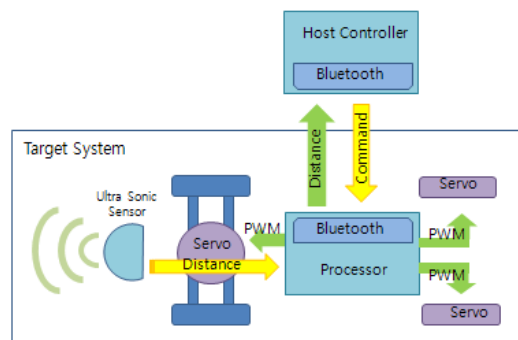 Host Controller
Bluetooth
Distance
Command
Target System
Ultra Sonic
Sensor
Servo
PWM
Distance
Bluetooth
Processor
PWM
PWM
Servo
Servo